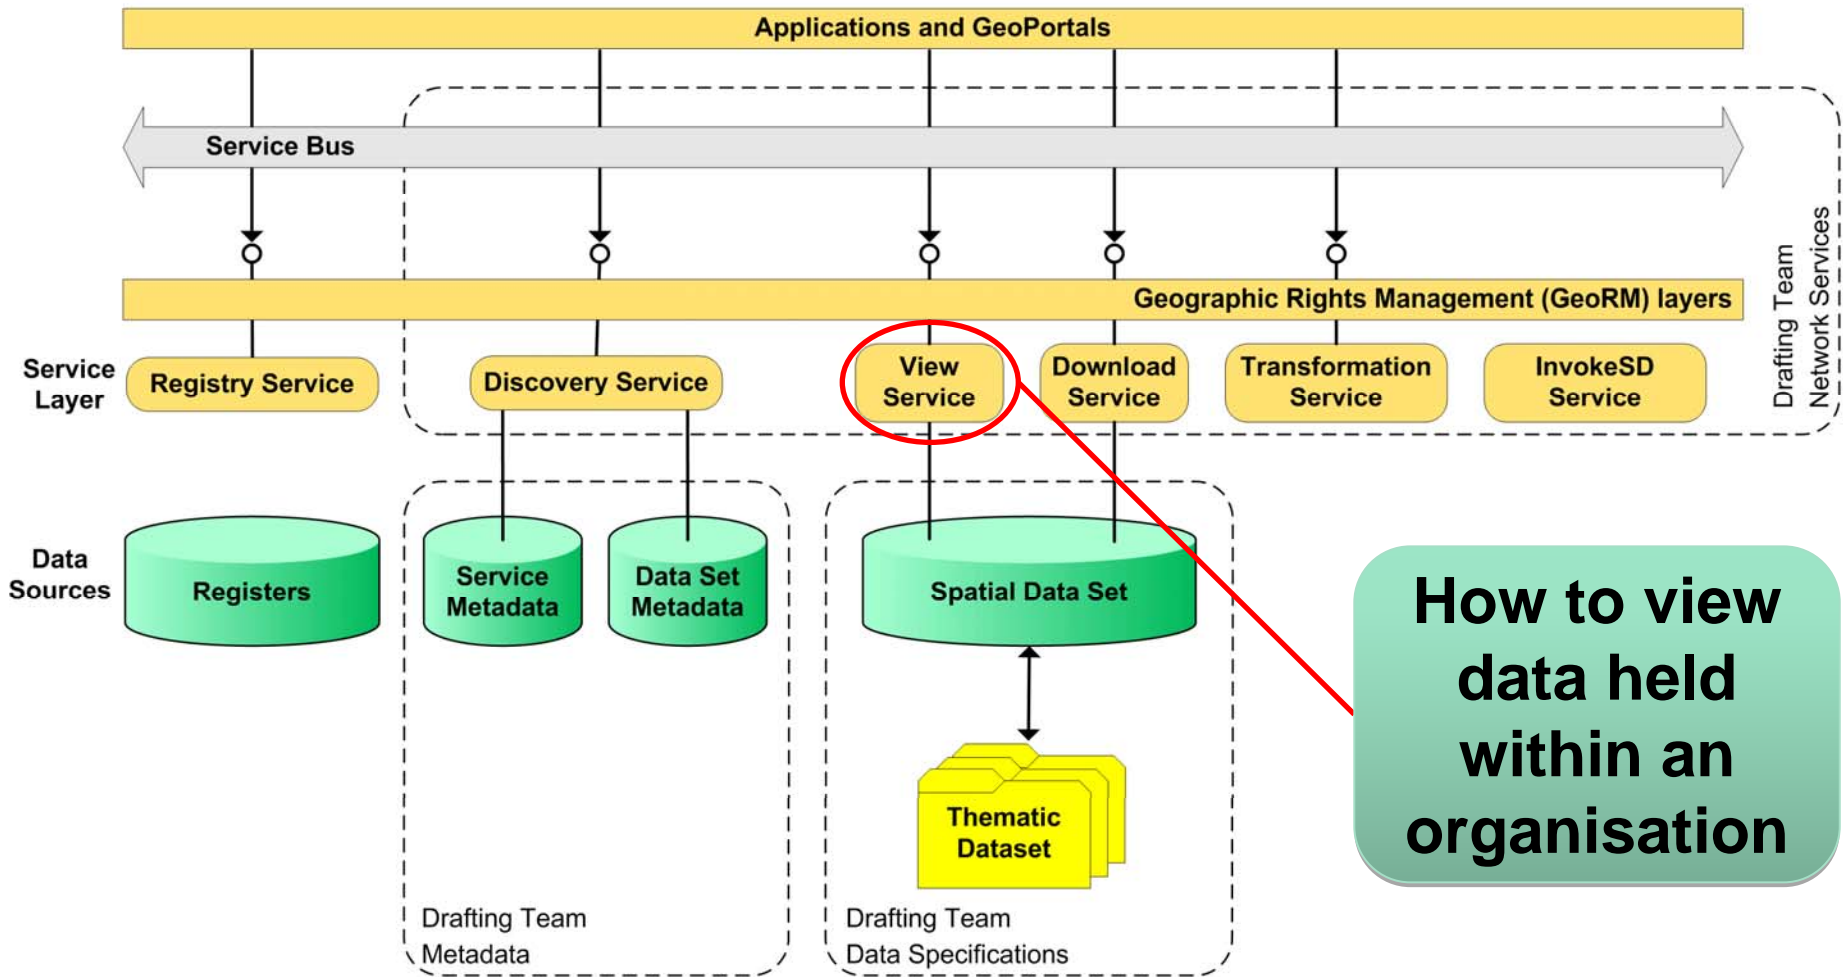 Applications and GeoPortals
Service Bus
Geographic Rights Management (GeoRM) layers
Drafting Team
Network Services
Service
Layer
Registry Service
Discovery Service
View
Service
Download
Service
Transformation
Service
InvokeSD
Service
Data
Sources
Registers
Service
Metadata
Data Set
Metadata
Spatial Data Set
Thematic
Dataset
Drafting Team
Metadata
Drafting Team
Data Specifications
How to view
data held
within an
organisation